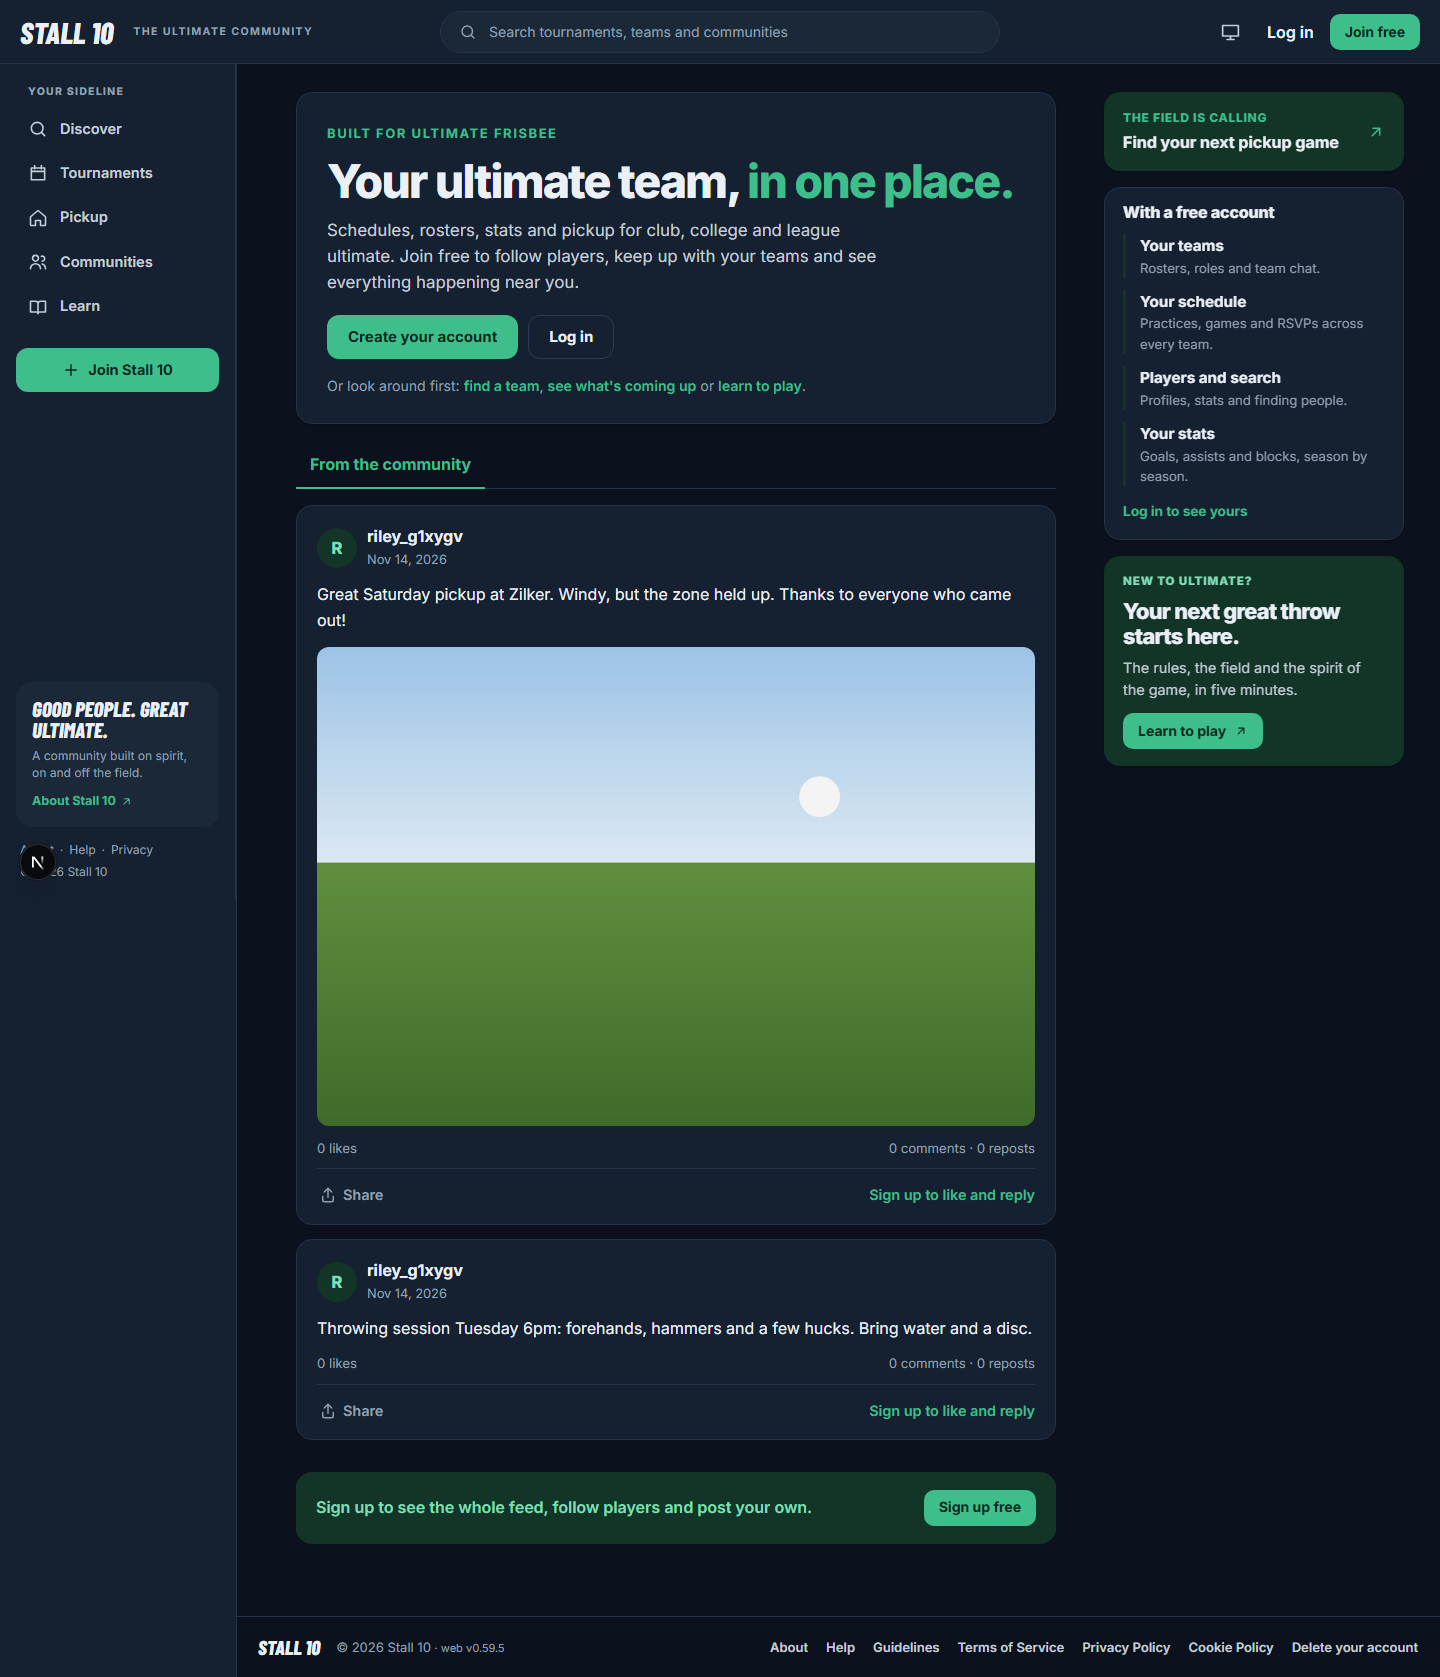 STALL 10
THE ULTIMATE COMMUNITY
Search tournaments, teams and communities
Log in
Join free
YOUR SIDELINE
Discover
Tournaments
Pickup
Communities
Learn
Join Stall 10
GOOD PEOPLE. GREAT
ULTIMATE.
A community built on spirit,
on and off the field.
About Stall 10
· Help · Privacy
Stall 10
BUILT FOR ULTIMATE FRISBEE
Your ultimate team, in one place.
Schedules, rosters, stats and pickup for club, college and league
ultimate. Join free to follow players, keep up with your teams and see
everything happening near you.
Create your account
Log in
Or look around first: find a team, see what's coming up or learn to play.
From the community
R
riley_g1xygv
Nov 14, 2026
Great Saturday pickup at Zilker. Windy, but the zone held up. Thanks to everyone who came
out!
0 likes
0 comments · 0 reposts
Share
Sign up to like and reply
R
riley_g1xygv
Nov 14, 2026
Throwing session Tuesday 6pm: forehands, hammers and a few hucks. Bring water and a disc.
0 likes
0 comments · 0 reposts
Share
Sign up to like and reply
Sign up to see the whole feed, follow players and post your own.
Sign up free
THE FIELD IS CALLING
Find your next pickup game
With a free account
Your teams
Rosters, roles and team chat.
Your schedule
Practices, games and RSVPs across
every team.
Players and search
Profiles, stats and finding people.
Your stats
Goals, assists and blocks, season by
season.
Log in to see yours
NEW TO ULTIMATE?
Your next great throw
starts here.
The rules, the field and the spirit of
the game, in five minutes.
Learn to play
STALL 10
© 2026 Stall 10 · web v0.59.5
About
Help
Guidelines
Terms of Service
Privacy Policy
Cookie Policy
Delete your account